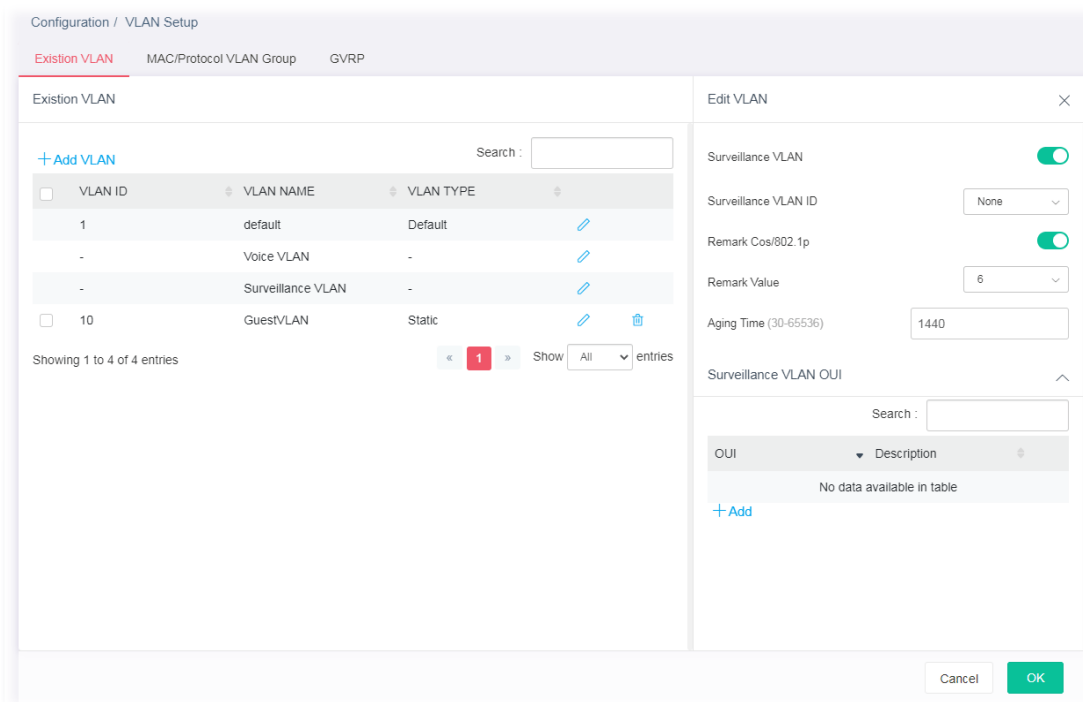 Configuration / VLAN Setup
Existion VLAN MAC/Protocol VLAN Group GVRP
Existion VLAN
+ Add VLAN Search :
VLAN ID VLAN NAME VLAN TYPE
1 default Default
- Voice VLAN -
- Surveillance VLAN -
10 GuestVLAN Static
Showing 1 to 4 of 4 entries « 1 » Show All entries
Edit VLAN
Surveillance VLAN
Surveillance VLAN ID None
Remark Cos/802.1p
Remark Value 6
Aging Time (30-65536) 1440
Surveillance VLAN OUI
Search :
OUI Description
No data available in table
+ Add
Cancel OK